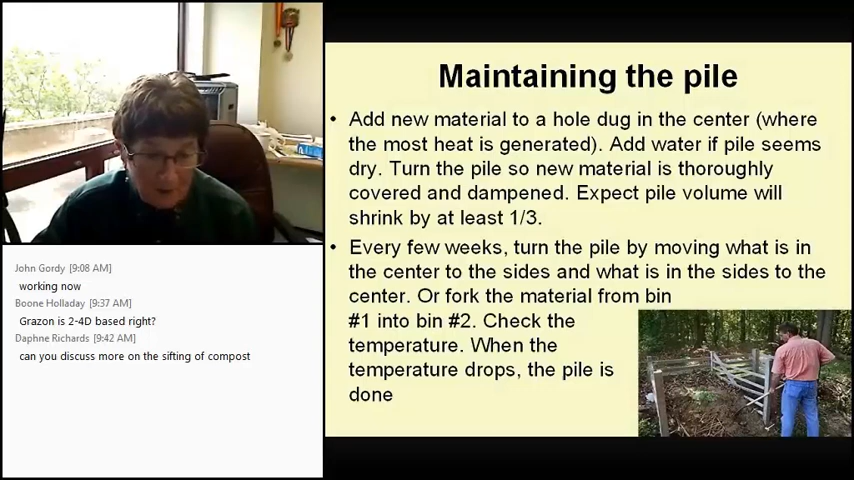 Maintaining the pile
• Add new material to a hole dug in the center (where
the most heat is generated). Add water if pile seems
dry. Turn the pile so new material is thoroughly
covered and dampened. Expect pile volume will
shrink by at least 1/3.
• Every few weeks, turn the pile by moving what is in
the center to the sides and what is in the sides to the
center. Or fork the material from bin
#1 into bin #2. Check the
temperature. When the
temperature drops, the pile is
done
John Gordy [9:08 AM]
working now
Boone Holladay [9:37 AM]
Grazon is 2-4D based right?
Daphne Richards [9:42 AM]
can you discuss more on the sifting of compost